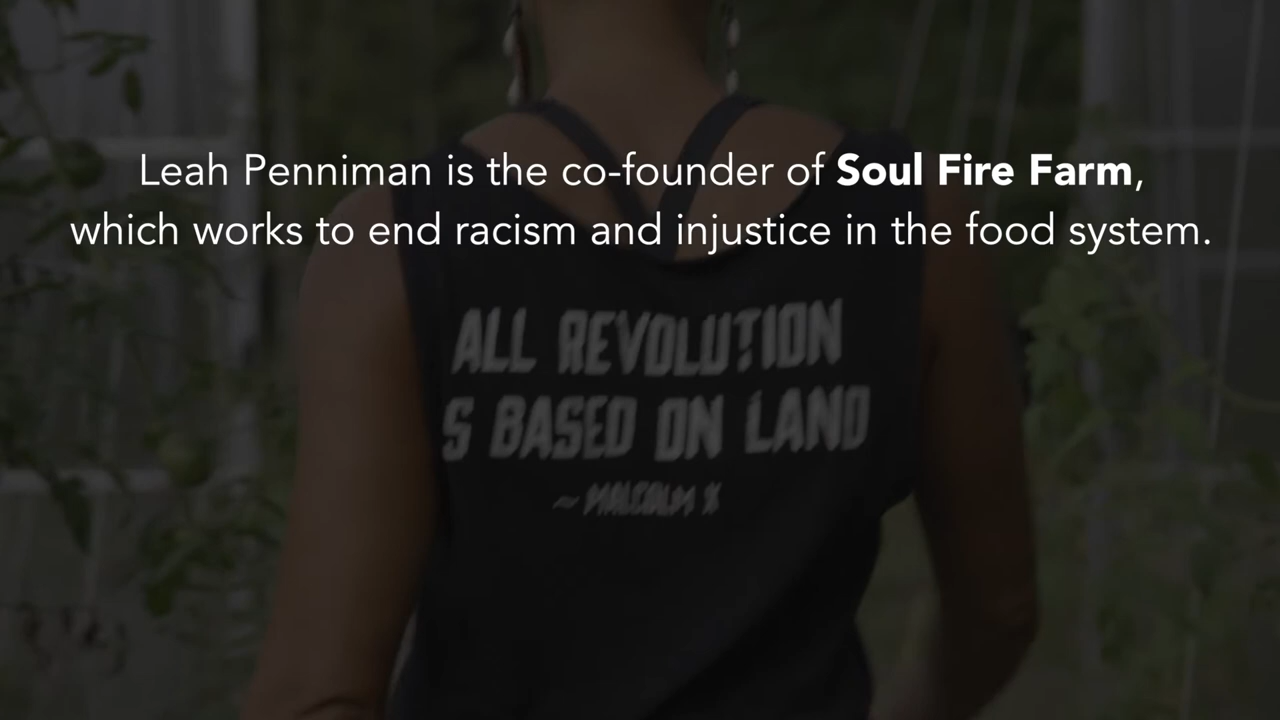 Leah Penniman is the co-founder of Soul Fire Farm,
which works to end racism and injustice in the food system.
ALL REVOLUTION
S BASED ON LAND
~ MALCOLM X